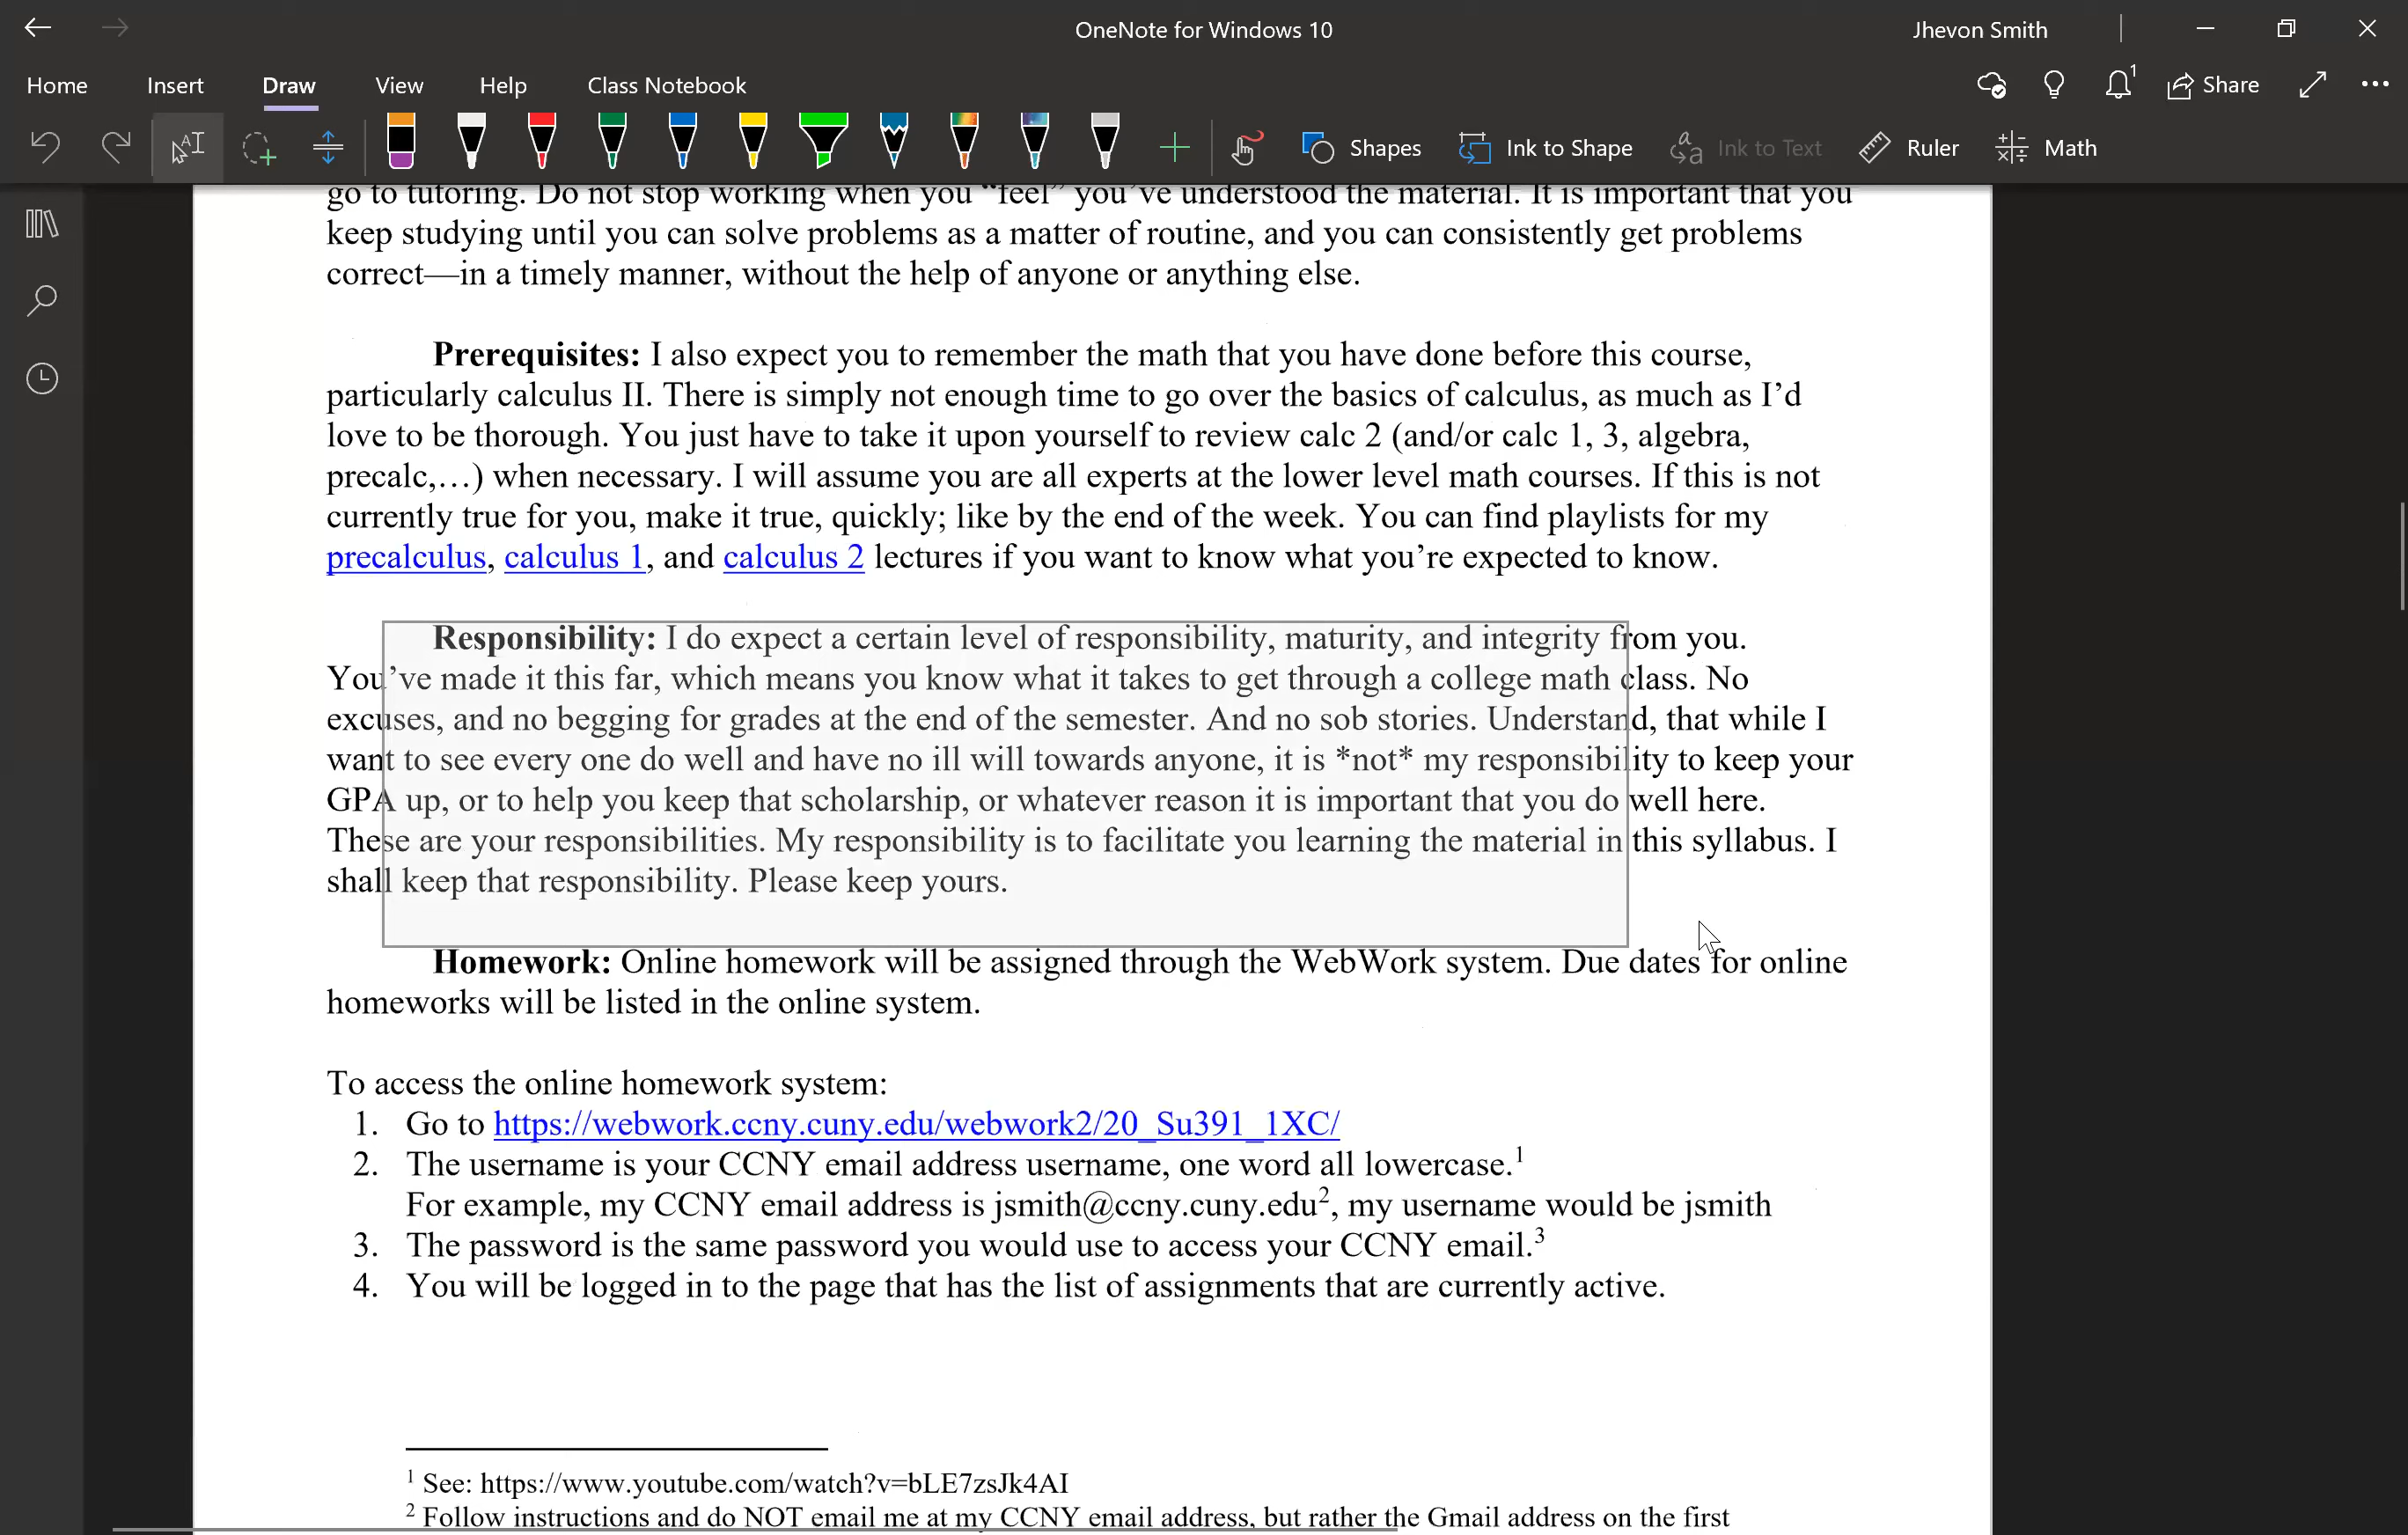 OneNote for Windows 10
Jhevon Smith
Home Insert Draw View Help Class Notebook
1
Share
Shapes Ink to Shape Ink to Text Ruler Math
go to tutoring. Do not stop working when you “feel” you’ve understood the material. It is important that you
keep studying until you can solve problems as a matter of routine, and you can consistently get problems
correct—in a timely manner, without the help of anyone or anything else.
Prerequisites: I also expect you to remember the math that you have done before this course,
particularly calculus II. There is simply not enough time to go over the basics of calculus, as much as I’d
love to be thorough. You just have to take it upon yourself to review calc 2 (and/or calc 1, 3, algebra,
precalc,…) when necessary. I will assume you are all experts at the lower level math courses. If this is not
currently true for you, make it true, quickly; like by the end of the week. You can find playlists for my
precalculus, calculus 1, and calculus 2 lectures if you want to know what you’re expected to know.
Responsibility: I do expect a certain level of responsibility, maturity, and integrity from you.
You’ve made it this far, which means you know what it takes to get through a college math class. No
excuses, and no begging for grades at the end of the semester. And no sob stories. Understand, that while I
want to see every one do well and have no ill will towards anyone, it is *not* my responsibility to keep your
GPA up, or to help you keep that scholarship, or whatever reason it is important that you do well here.
These are your responsibilities. My responsibility is to facilitate you learning the material in this syllabus. I
shall keep that responsibility. Please keep yours.
Homework: Online homework will be assigned through the WebWork system. Due dates for online
homeworks will be listed in the online system.
To access the online homework system:
1. Go to https://webwork.ccny.cuny.edu/webwork2/20_Su391_1XC/
2. The username is your CCNY email address username, one word all lowercase.1
For example, my CCNY email address is jsmith@ccny.cuny.edu2, my username would be jsmith
3. The password is the same password you would use to access your CCNY email.3
4. You will be logged in to the page that has the list of assignments that are currently active.
1 See: https://www.youtube.com/watch?v=bLE7zsJk4AI
2 Follow instructions and do NOT email me at my CCNY email address, but rather the Gmail address on the first